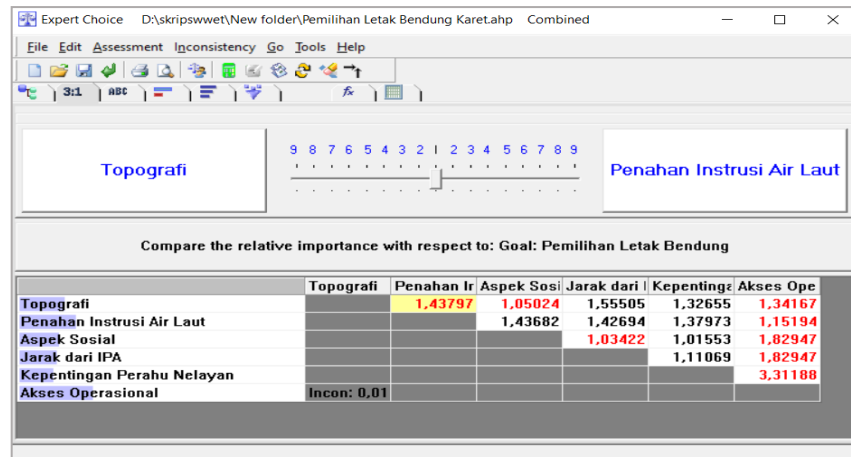 Expert Choice D:\skripswwet\New folder\Pemilihan Letak Bendung Karet.ahp Combined
File Edit Assessment Inconsistency Go Tools Help
3:1 ABC fx
9 8 7 6 5 4 3 2 1 2 3 4 5 6 7 8 9
Topografi
Penahan Instrusi Air Laut
Compare the relative importance with respect to: Goal: Pemilihan Letak Bendung
Topografi Penahan Ir Aspek Sosi Jarak dari I Kepentinga Akses Ope
Topografi 1,43797 1,05024 1,55505 1,32655 1,34167
Penahan Instrusi Air Laut 1,43682 1,42694 1,37973 1,15194
Aspek Sosial 1,03422 1,01553 1,82947
Jarak dari IPA 1,11069 1,82947
Kepentingan Perahu Nelayan 3,31188
Akses Operasional Incon: 0,01